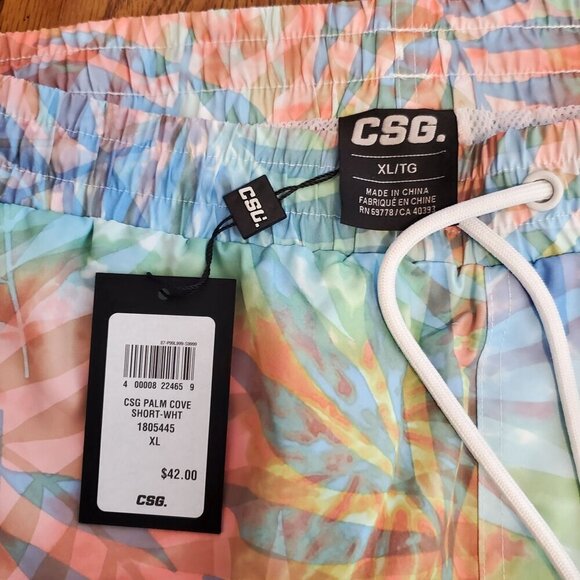 CSG.
XL/TG
MADE IN CHINA
FABRIQUÉ EN CHINE
RN 69778 / CA 40393
CSG.
4 00008 22465 9
CSG PALM COVE
SHORT-WHT
1805445
XL
$42.00
CSG.